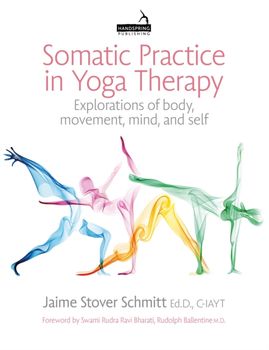 HANDSPRING
PUBLISHING
Somatic Practice
in Yoga Therapy
Explorations of body,
movement, mind, and self
Jaime Stover Schmitt Ed.D., C-IAYT
Foreword by Swami Rudra Ravi Bharati, Rudolph Ballentine M.D.